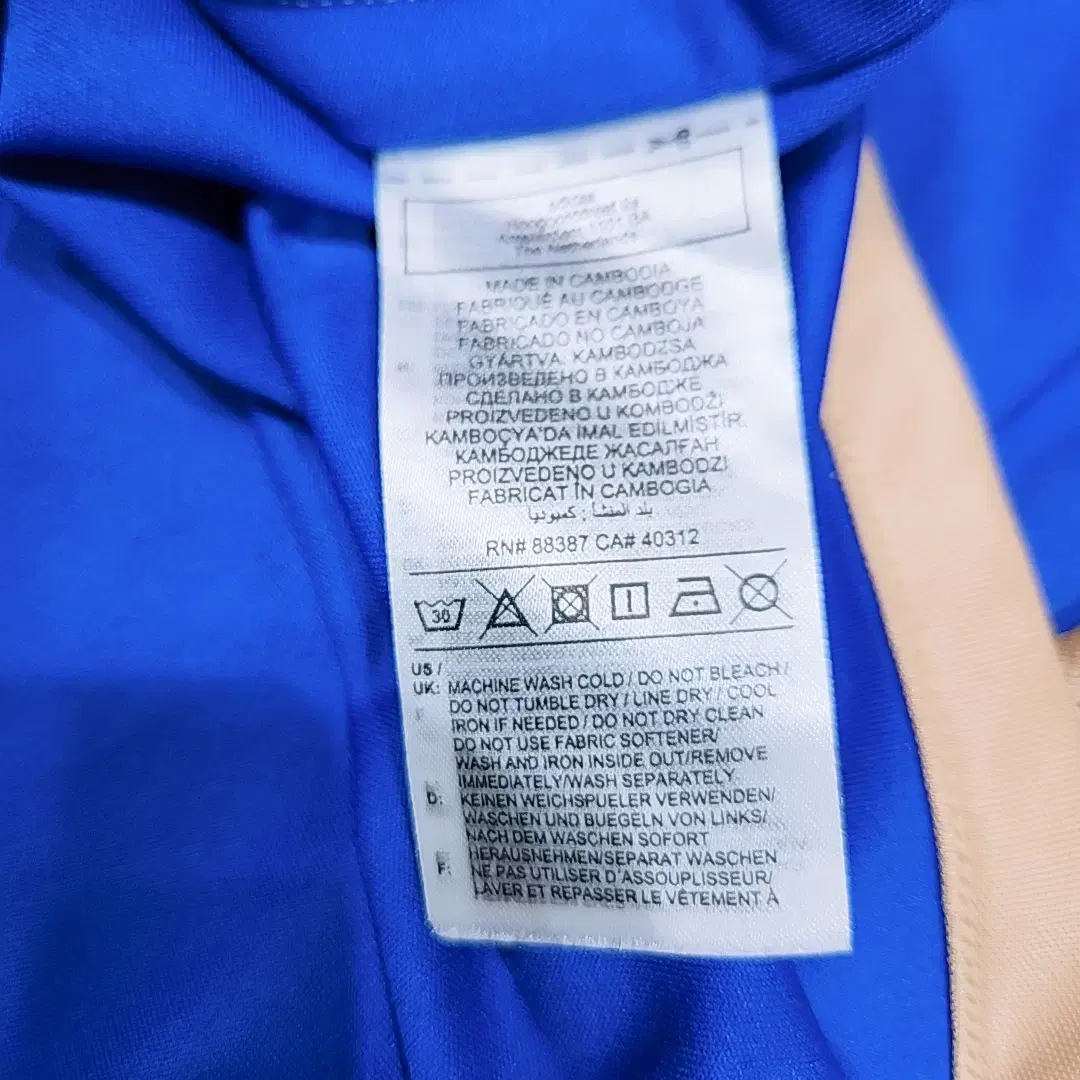 The Netherlands
MADE IN CAMBODIA
FABRIQUÉ AU CAMBODGE
FABRICADO EN CAMBOYA
FABRICADO NO CAMBOJA
GYÁRTVA: KAMBODZSA
ПРОИЗВЕДЕНО В КАМБОДЖА
СДЕЛАНО В КАМБОДЖЕ
PROIZVEDENO U KOMBODŽI
KAMBOÇYA'DA İMAL EDİLMİŞTİR.
КАМБОДЖЕДЕ ЖАСАЛҒАН
PROIZVEDENO U KAMBODZI
FABRICAT ÎN CAMBOGIA
بلد المنشأ: كمبوديا
RN# 88387 CA# 40312
30
US /
UK: MACHINE WASH COLD / DO NOT BLEACH /
DO NOT TUMBLE DRY / LINE DRY / COOL
IRON IF NEEDED / DO NOT DRY CLEAN
DO NOT USE FABRIC SOFTENER/
WASH AND IRON INSIDE OUT/REMOVE
IMMEDIATELY/WASH SEPARATELY
D: KEINEN WEICHSPUELER VERWENDEN/
WASCHEN UND BUEGELN VON LINKS/
NACH DEM WASCHEN SOFORT
HERAUSNEHMEN/SEPARAT WASCHEN
F: NE PAS UTILISER D'ASSOUPLISSEUR/
LAVER ET REPASSER LE VÊTEMENT À